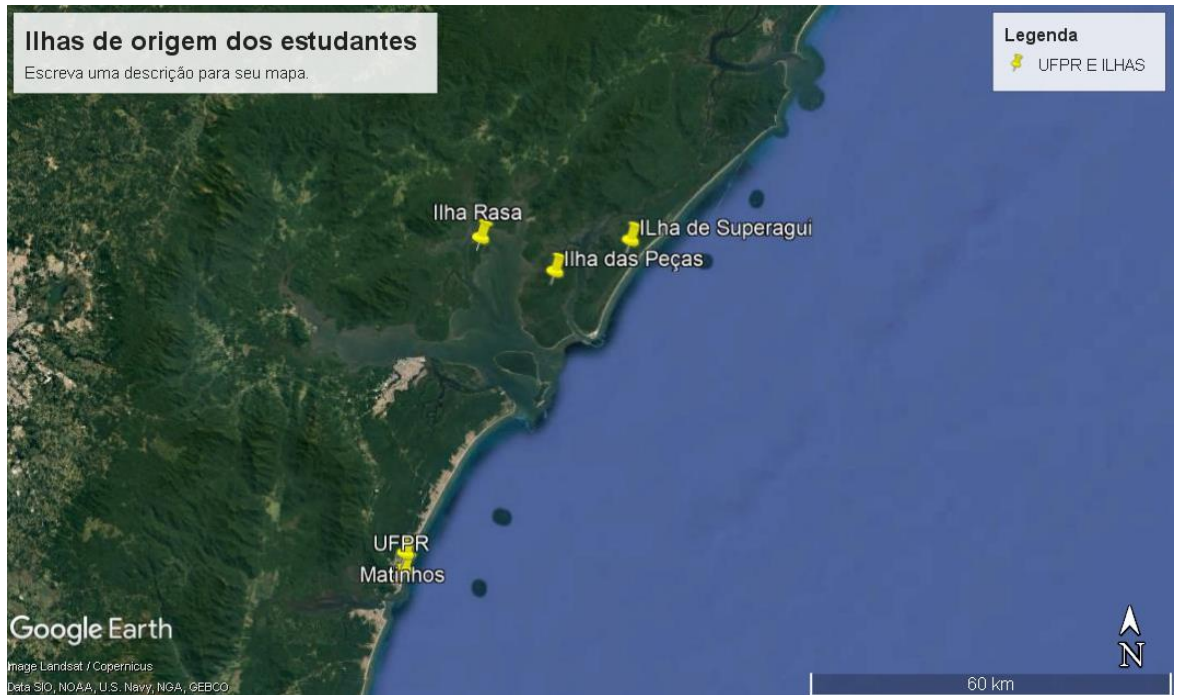 Ilhas de origem dos estudantes
Escreva uma descrição para seu mapa.
Legenda
UFPR E ILHAS
Ilha Rasa
ILha de Superagui
Ilha das Peças
UFPR
Matinhos
Google Earth
mage Landsat / Copernicus
Data SIO, NOAA, U.S. Navy, NGA, GEBCO
N
60 km